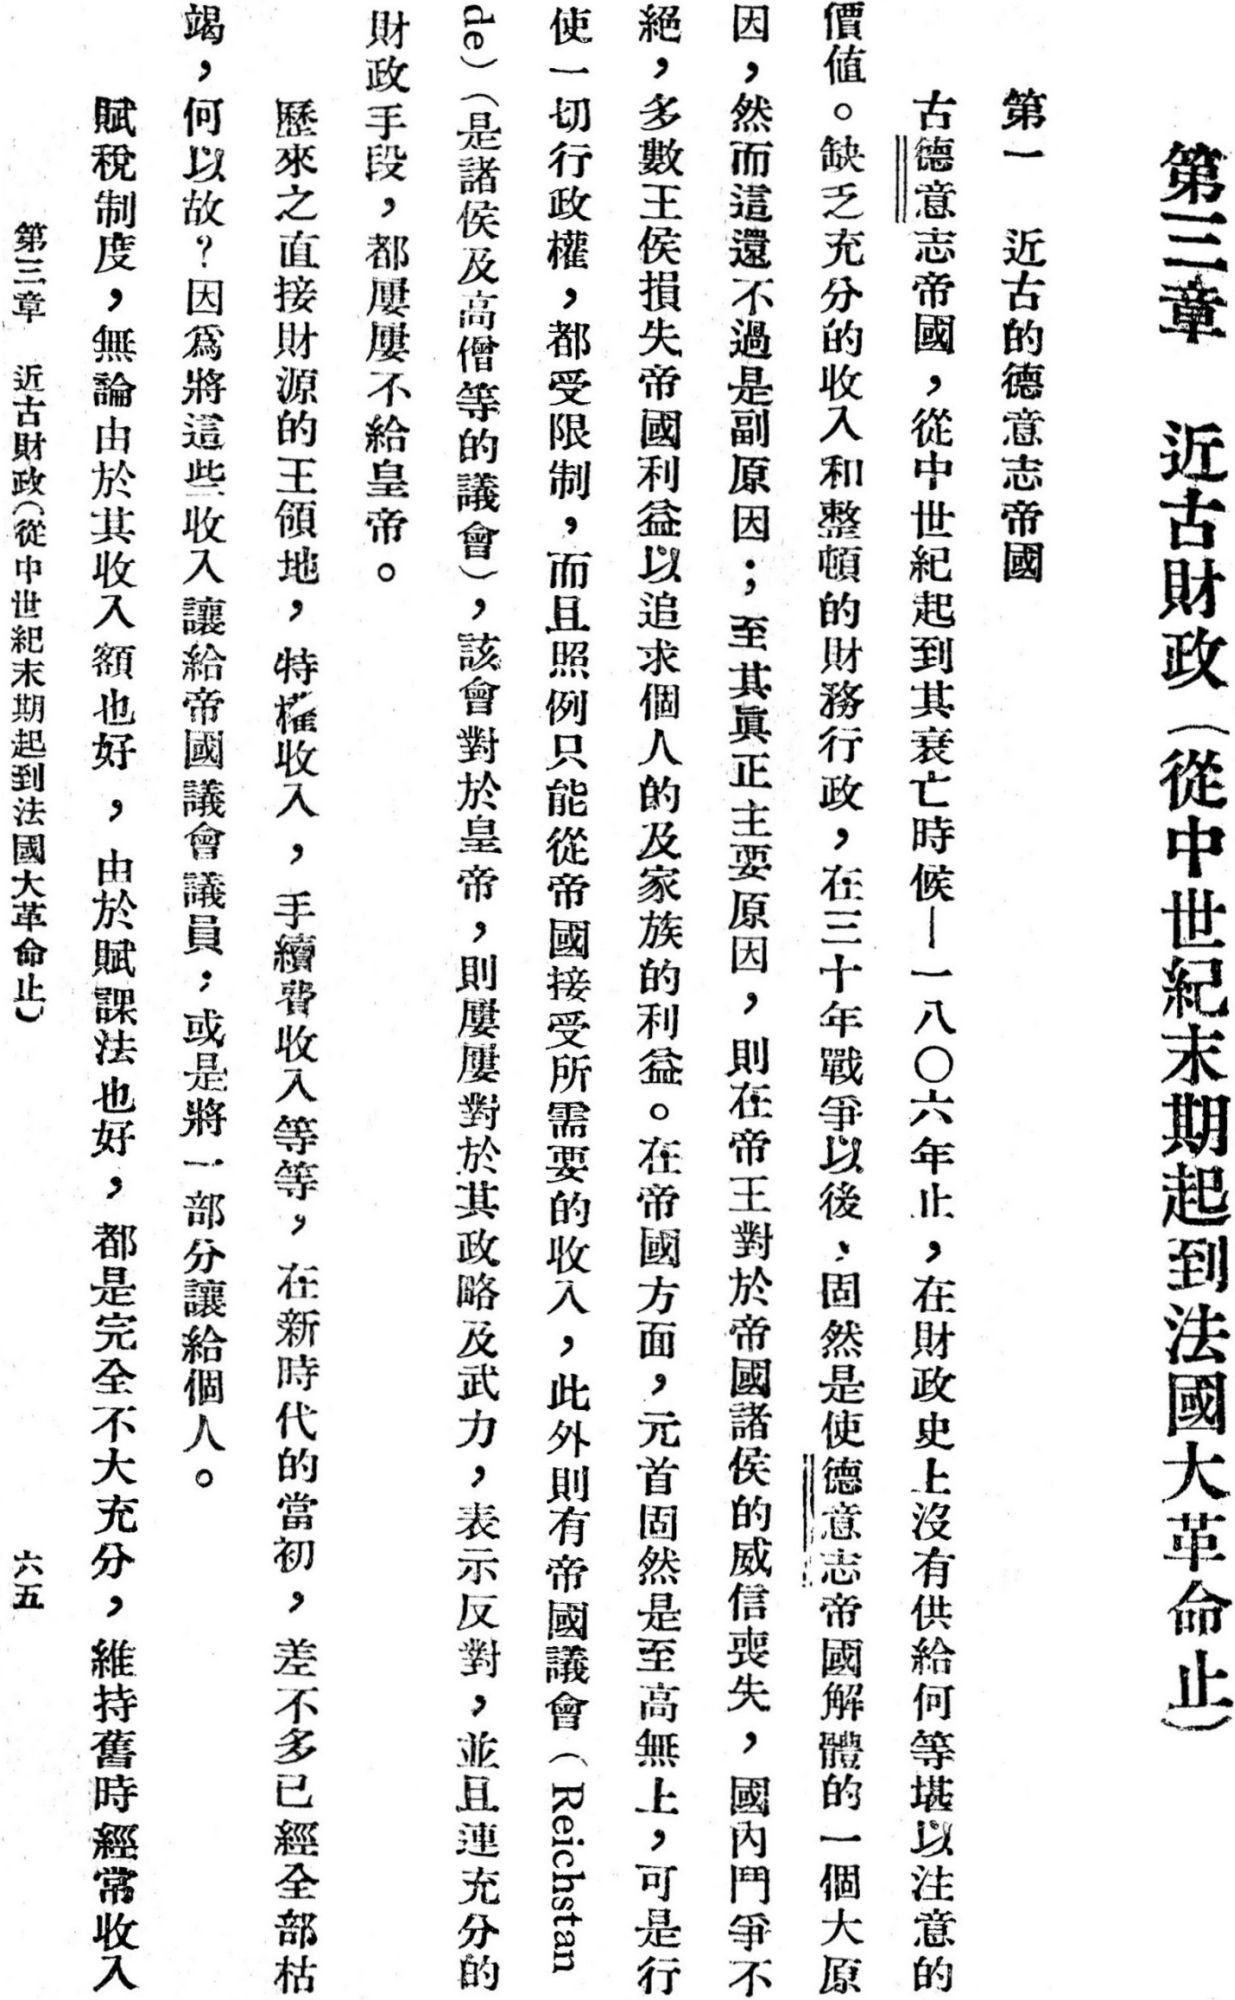 第三章　近古財政（從中世紀末期起到法國大革命止）
第一　近古的德意志帝國
古德意志帝國，從中世紀起到其衰亡時候—一八〇六年止，在財政史上沒有供給何等堪以注意的
價值。缺乏充分的收入和整頓的財務行政，在三十年戰爭以後、固然是使德意志帝國解體的一個大原
因，然而這還不過是副原因；至其眞正主要原因，則在帝王對於帝國諸侯的威信喪失，國內鬥爭不
絕，多數王侯損失帝國利益以追求個人的及家族的利益。在帝國方面，元首固然是至高無上，可是行
使一切行政權，都受限制，而且照例只能從帝國接受所需要的收入，此外則有帝國議會（Reichstan
de）（是諸侯及高僧等的議會），該會對於皇帝，則屢屢對於其政略及武力，表示反對，並且連充分的
財政手段，都屢屢不給皇帝。
歷來之直接財源的王領地，特權收入，手續費收入等等，在新時代的當初，差不多已經全部枯
竭，何以故？因爲將這些收入讓給帝國議會議員；或是將一部分讓給個人。
賦稅制度，無論由於其收入額也好，由於賦課法也好，都是完全不大充分，維持舊時經常收入
第三章　近古財政（從中世紀末期起到法國大革命止）　六五